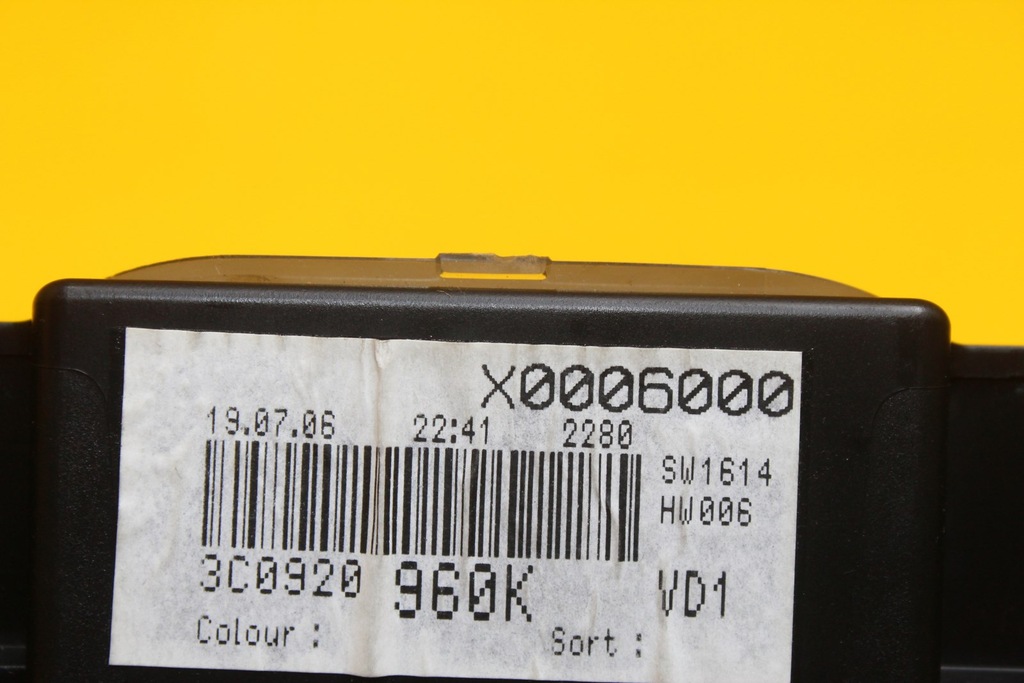 X0006000
19.07.06 22:41 2280
SW1614
HW006
3C0920 960K VD1
Colour : Sort :